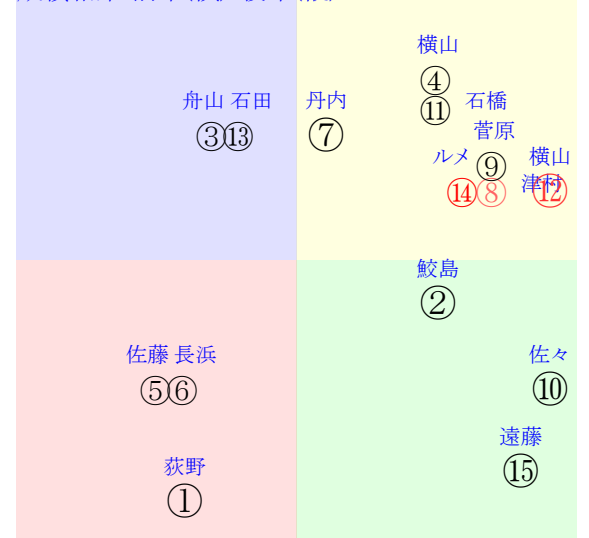 横山
④
舟山 石田 丹内 ⑪ 石橋
③⑬ ⑦ 菅原
ルメ ⑨ 横山
津村
⑭⑧ ⑫
鮫島
②
佐藤 長浜 佐々
⑤⑥ ⑩
遠藤
荻野 ⑮
①